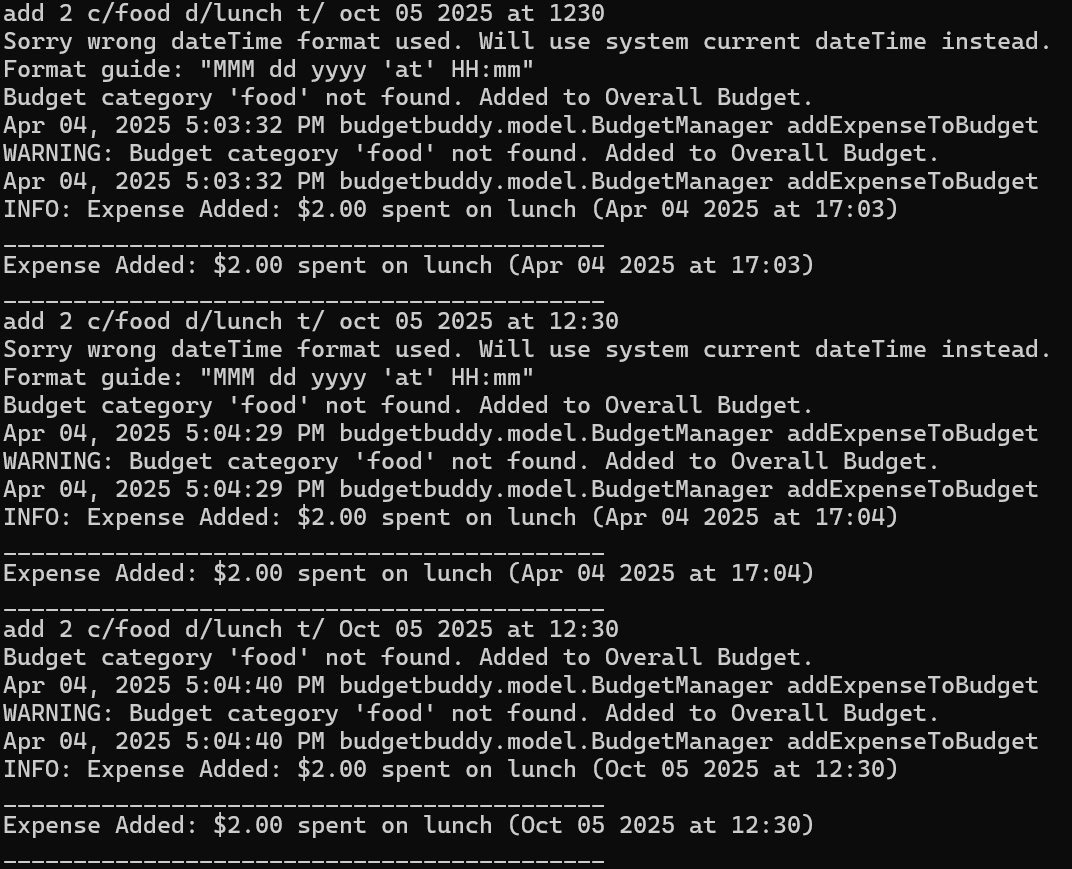 add 2 c/food d/lunch t/ oct 05 2025 at 1230
Sorry wrong dateTime format used. Will use system current dateTime instead.
Format guide: "MMM dd yyyy 'at' HH:mm"
Budget category 'food' not found. Added to Overall Budget.
Apr 04, 2025 5:03:32 PM budgetbuddy.model.BudgetManager addExpenseToBudget
WARNING: Budget category 'food' not found. Added to Overall Budget.
Apr 04, 2025 5:03:32 PM budgetbuddy.model.BudgetManager addExpenseToBudget
INFO: Expense Added: $2.00 spent on lunch (Apr 04 2025 at 17:03)
___________________________________________
Expense Added: $2.00 spent on lunch (Apr 04 2025 at 17:03)
___________________________________________
add 2 c/food d/lunch t/ oct 05 2025 at 12:30
Sorry wrong dateTime format used. Will use system current dateTime instead.
Format guide: "MMM dd yyyy 'at' HH:mm"
Budget category 'food' not found. Added to Overall Budget.
Apr 04, 2025 5:04:29 PM budgetbuddy.model.BudgetManager addExpenseToBudget
WARNING: Budget category 'food' not found. Added to Overall Budget.
Apr 04, 2025 5:04:29 PM budgetbuddy.model.BudgetManager addExpenseToBudget
INFO: Expense Added: $2.00 spent on lunch (Apr 04 2025 at 17:04)
___________________________________________
Expense Added: $2.00 spent on lunch (Apr 04 2025 at 17:04)
___________________________________________
add 2 c/food d/lunch t/ Oct 05 2025 at 12:30
Budget category 'food' not found. Added to Overall Budget.
Apr 04, 2025 5:04:40 PM budgetbuddy.model.BudgetManager addExpenseToBudget
WARNING: Budget category 'food' not found. Added to Overall Budget.
Apr 04, 2025 5:04:40 PM budgetbuddy.model.BudgetManager addExpenseToBudget
INFO: Expense Added: $2.00 spent on lunch (Oct 05 2025 at 12:30)
___________________________________________
Expense Added: $2.00 spent on lunch (Oct 05 2025 at 12:30)
___________________________________________